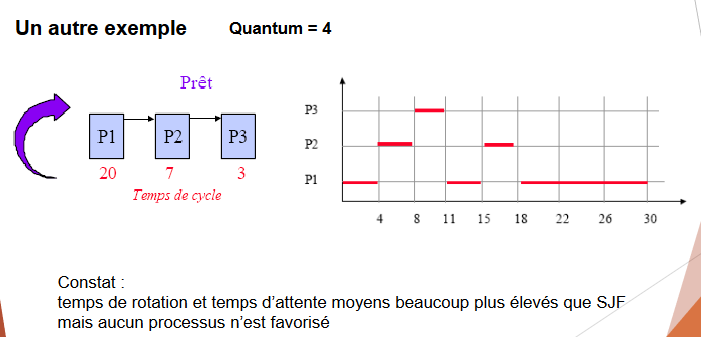 Un autre exemple Quantum = 4
Prêt
P1 P2 P3
20 7 3
Temps de cycle
P3
P2
P1
4 8 11 15 18 22 26 30
Constat :
temps de rotation et temps d’attente moyens beaucoup plus élevés que SJF
mais aucun processus n’est favorisé